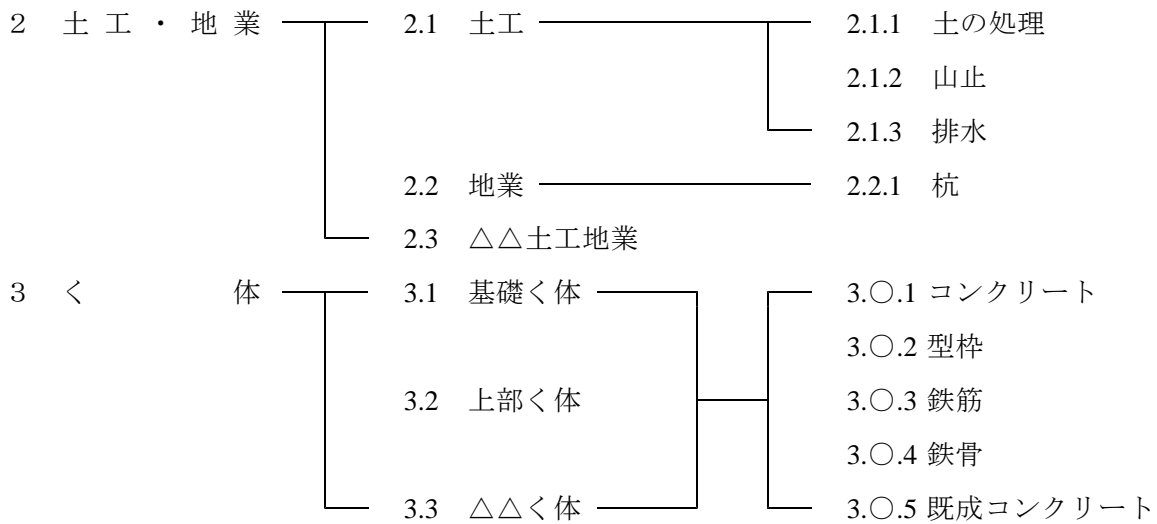 2 土工・地業 2.1 土工 2.1.1 土の処理
2.1.2 山止
2.1.3 排水
2.2 地業 2.2.1 杭
2.3 △△土工地業
3 く体 3.1 基礎く体 3.○.1 コンクリート
3.○.2 型枠
3.2 上部く体 3.○.3 鉄筋
3.○.4 鉄骨
3.3 △△く体 3.○.5 既成コンクリート